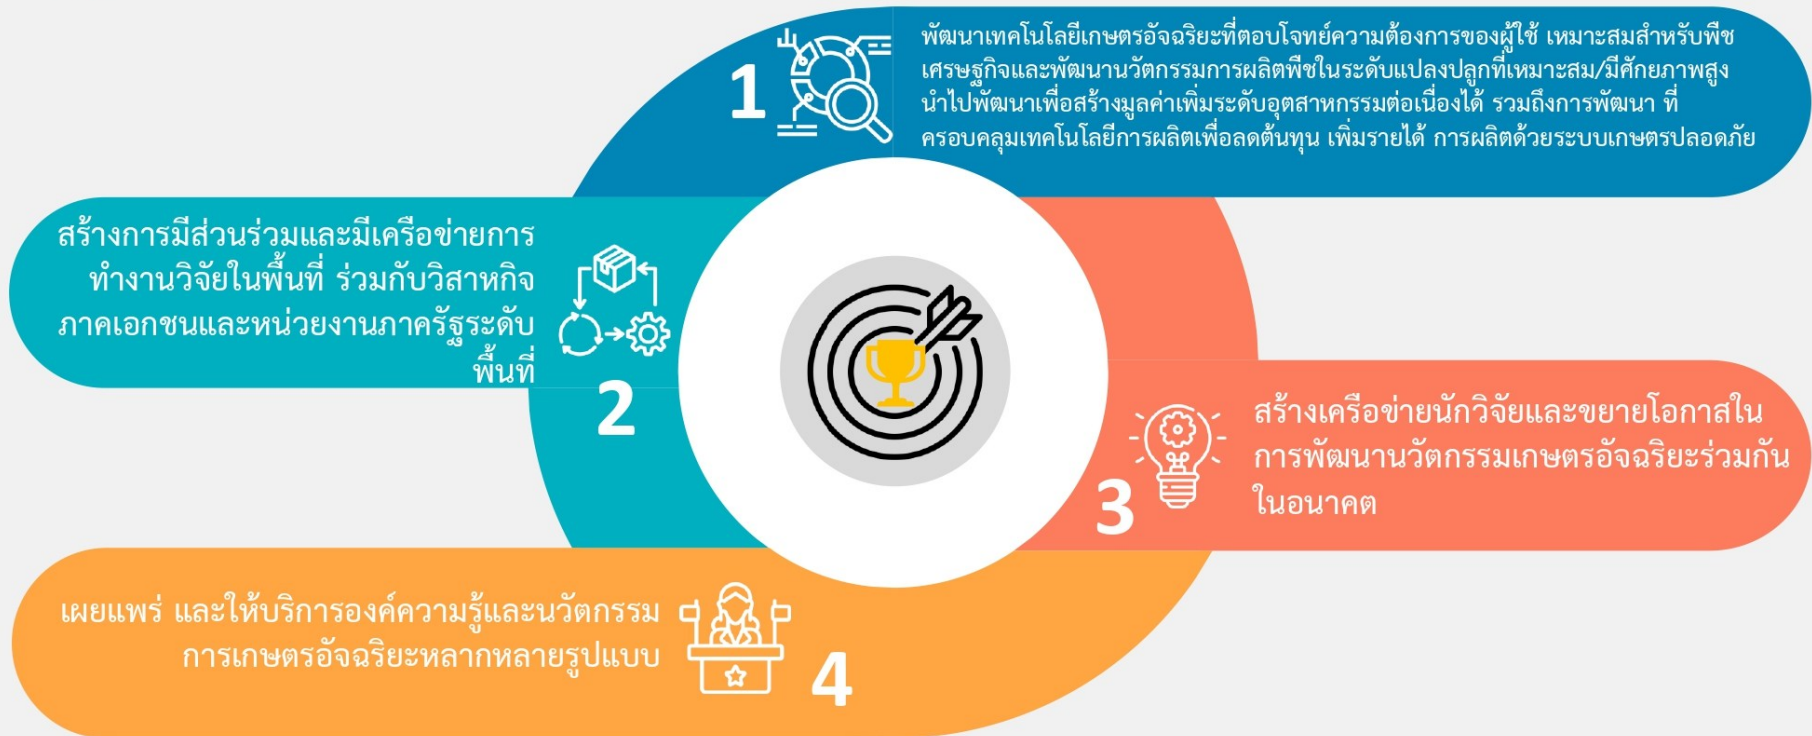 1
พัฒนาเทคโนโลยีเกษตรอัจฉริยะที่ตอบโจทย์ความต้องการของผู้ใช้ เหมาะสมสำหรับพืช
เศรษฐกิจและพัฒนานวัตกรรมการผลิตพืชในระดับแปลงปลูกที่เหมาะสม/มีศักยภาพสูง
นำไปพัฒนาเพื่อสร้างมูลค่าเพิ่มระดับอุตสาหกรรมต่อเนื่องได้ รวมถึงการพัฒนา ที่
ครอบคลุมเทคโนโลยีการผลิตเพื่อลดต้นทุน เพิ่มรายได้ การผลิตด้วยระบบเกษตรปลอดภัย
สร้างการมีส่วนร่วมและมีเครือข่ายการ
ทำงานวิจัยในพื้นที่ ร่วมกับวิสาหกิจ
ภาคเอกชนและหน่วยงานภาครัฐระดับ
พื้นที่
2
3
สร้างเครือข่ายนักวิจัยและขยายโอกาสใน
การพัฒนานวัตกรรมเกษตรอัจฉริยะร่วมกัน
ในอนาคต
เผยแพร่ และให้บริการองค์ความรู้และนวัตกรรม
การเกษตรอัจฉริยะหลากหลายรูปแบบ
4